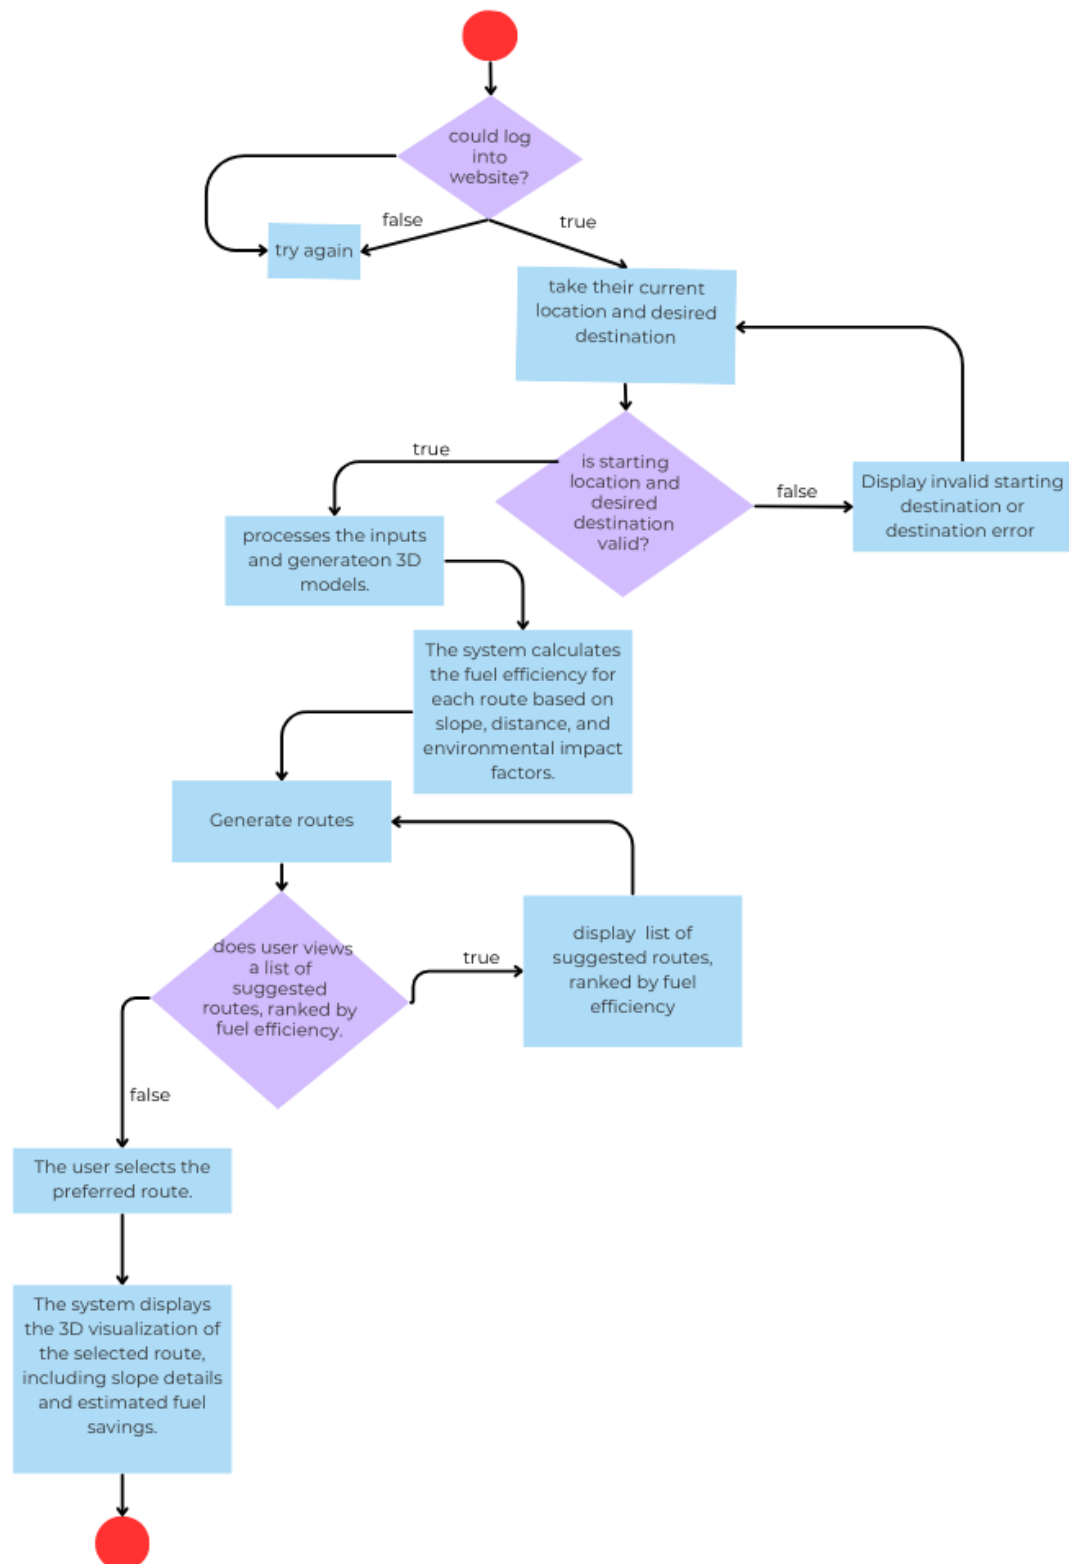 could log
into
website?
false
true
try again
take their current
location and desired
destination
true
is starting
location and
desired
destination
valid?
false
Display invalid starting
destination or
destination error
processes the inputs
and generateon 3D
models.
The system calculates
the fuel efficiency for
each route based on
slope, distance, and
environmental impact
factors.
Generate routes
does user views
a list of
suggested
routes, ranked by
fuel efficiency.
true
display list of
suggested routes,
ranked by fuel
efficiency
false
The user selects the
preferred route.
The system displays
the 3D visualization of
the selected route,
including slope details
and estimated fuel
savings.